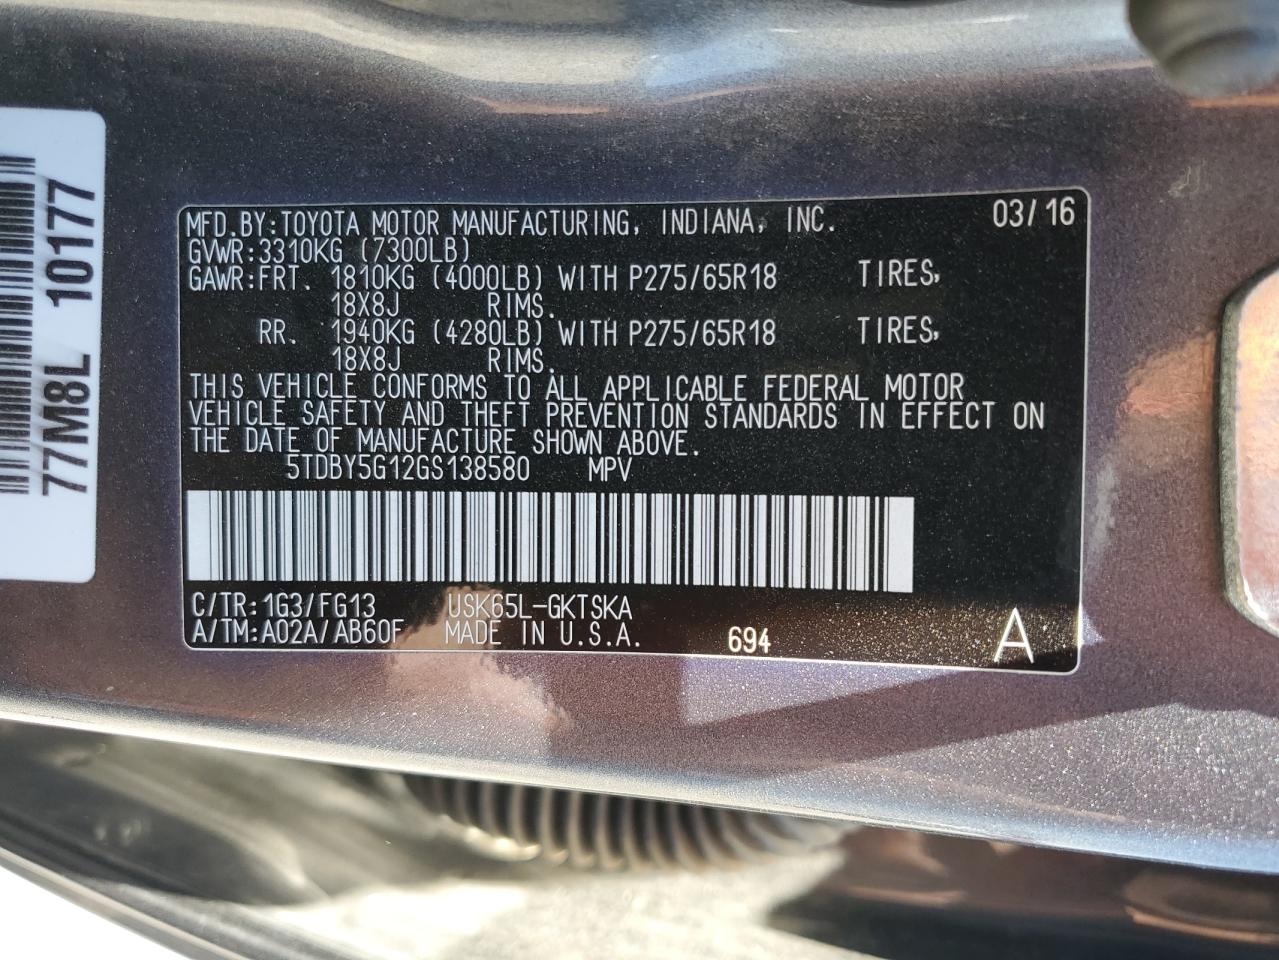 MFD.BY:TOYOTA MOTOR MANUFACTURING, INDIANA, INC. 03/16
GVWR:3310KG (7300LB)
GAWR:FRT. 1810KG (4000LB) WITH P275/65R18 TIRES,
18X8J RIMS.
RR. 1940KG (4280LB) WITH P275/65R18 TIRES,
18X8J RIMS.
THIS VEHICLE CONFORMS TO ALL APPLICABLE FEDERAL MOTOR
VEHICLE SAFETY AND THEFT PREVENTION STANDARDS IN EFFECT ON
THE DATE OF MANUFACTURE SHOWN ABOVE.
5TDBY5G12GS138580 MPV
C/TR:1G3/FG13 USK65L-GKTSKA
A/TM:A02A/AB60F MADE IN U.S.A. 694 A
77M8L 10177